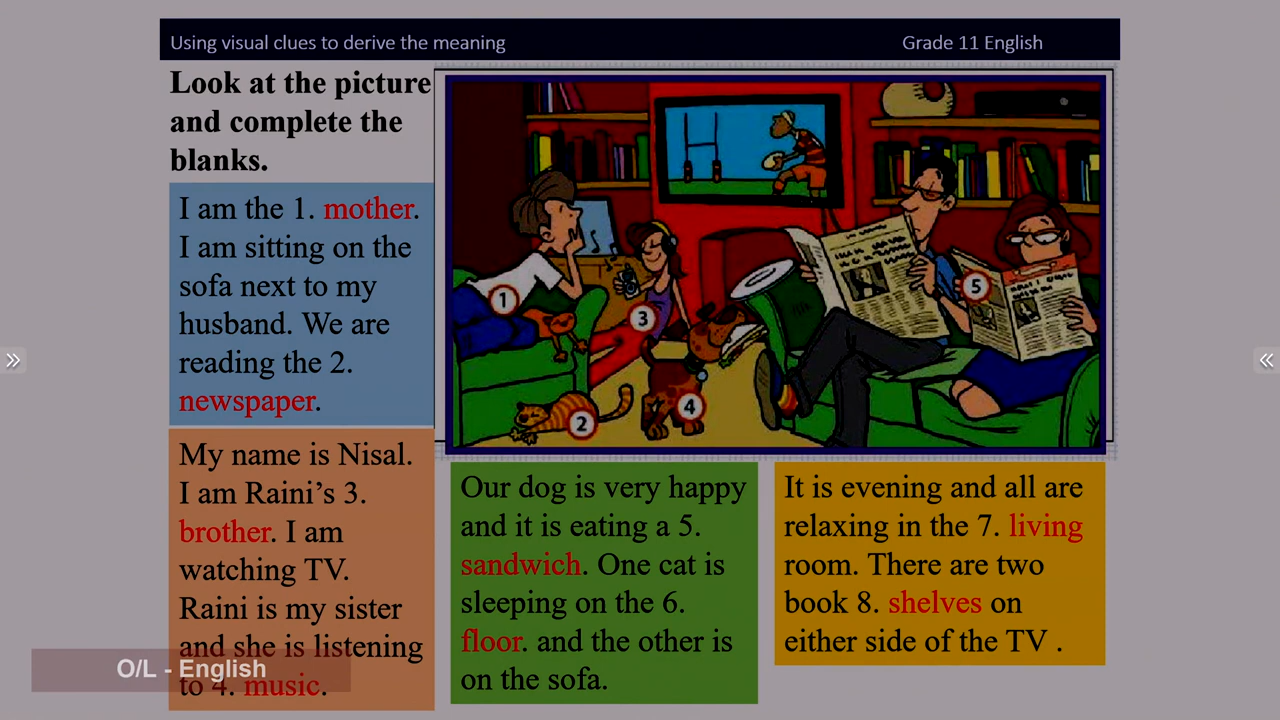 Using visual clues to derive the meaning
Grade 11 English
Look at the picture
and complete the
blanks.
I am the 1. mother.
I am sitting on the
sofa next to my
husband. We are
reading the 2.
newspaper.
My name is Nisal.
I am Raini’s 3.
brother. I am
watching TV.
Raini is my sister
and she is listening
to 4. music.
1
2
3
4
5
Our dog is very happy
and it is eating a 5.
sandwich. One cat is
sleeping on the 6.
floor. and the other is
on the sofa.
It is evening and all are
relaxing in the 7. living
room. There are two
book 8. shelves on
either side of the TV .
O/L - English